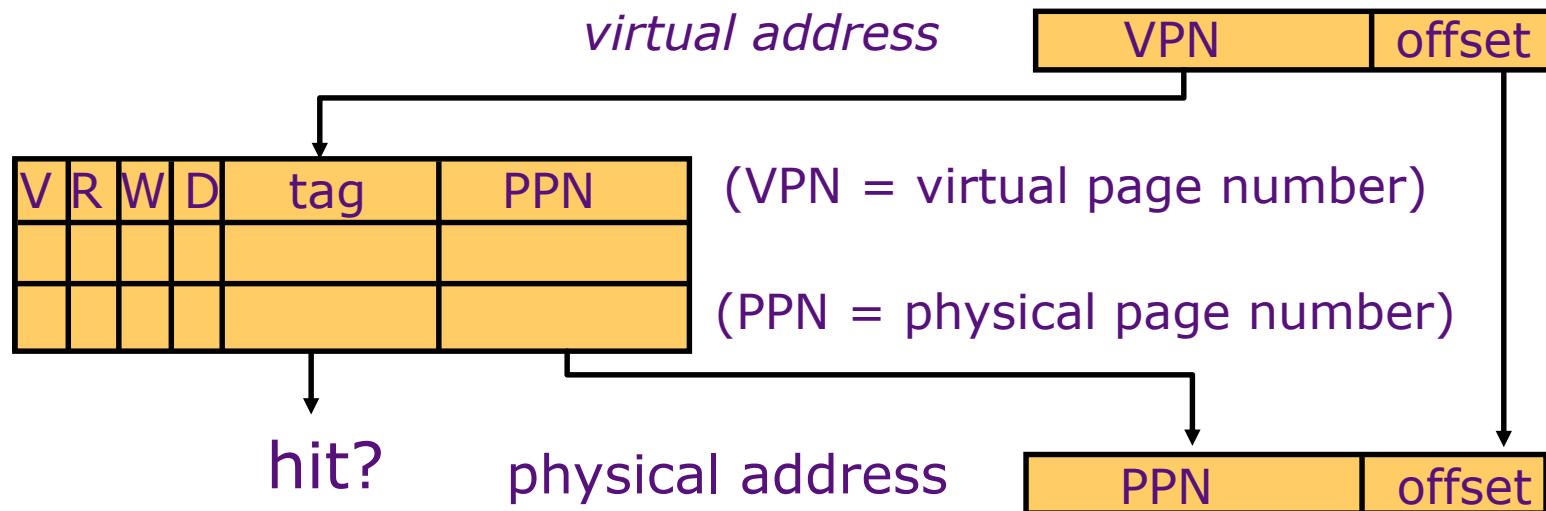 virtual address VPN offset
V R W D tag PPN (VPN = virtual page number)
(PPN = physical page number)
hit? physical address PPN offset